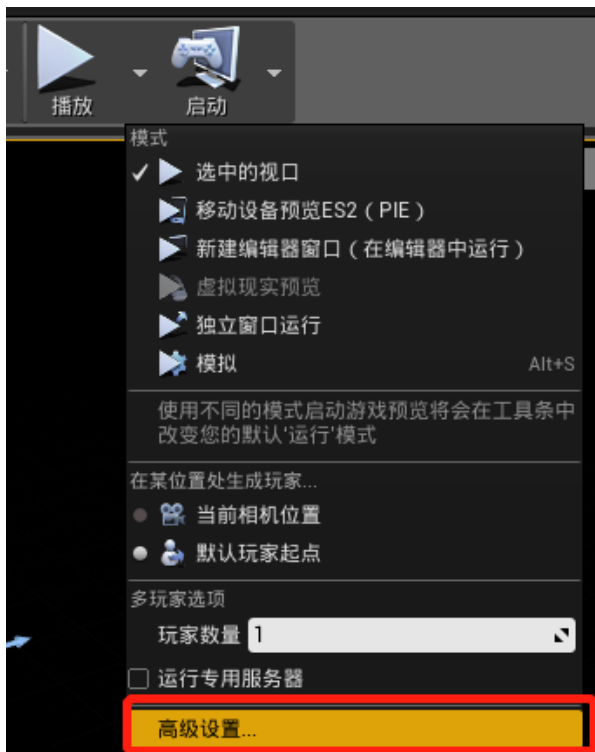 播放
启动
模式
选中的视口
移动设备预览ES2（PIE）
新建编辑器窗口（在编辑器中运行）
虚拟现实预览
独立窗口运行
模拟 Alt+S
使用不同的模式启动游戏预览将会在工具条中
改变您的默认'运行'模式
在某位置处生成玩家...
当前相机位置
默认玩家起点
多玩家选项
玩家数量 1
运行专用服务器
高级设置...